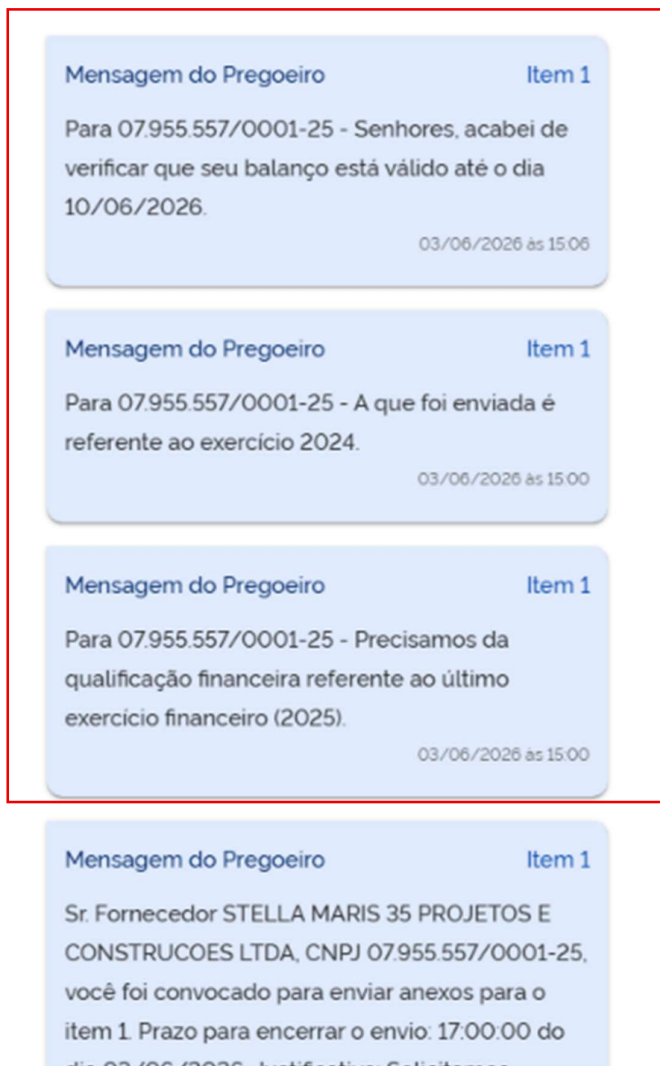 Mensagem do Pregoeiro Item 1
Para 07.955.557/0001-25 - Senhores, acabei de
verificar que seu balanço está válido até o dia
10/06/2026.
03/06/2026 às 15:06
Mensagem do Pregoeiro Item 1
Para 07.955.557/0001-25 - A que foi enviada é
referente ao exercício 2024.
03/06/2026 às 15:00
Mensagem do Pregoeiro Item 1
Para 07.955.557/0001-25 - Precisamos da
qualificação financeira referente ao último
exercício financeiro (2025).
03/06/2026 às 15:00
Mensagem do Pregoeiro Item 1
Sr. Fornecedor STELLA MARIS 35 PROJETOS E
CONSTRUCOES LTDA, CNPJ 07.955.557/0001-25,
você foi convocado para enviar anexos para o
item 1. Prazo para encerrar o envio: 17:00:00 do